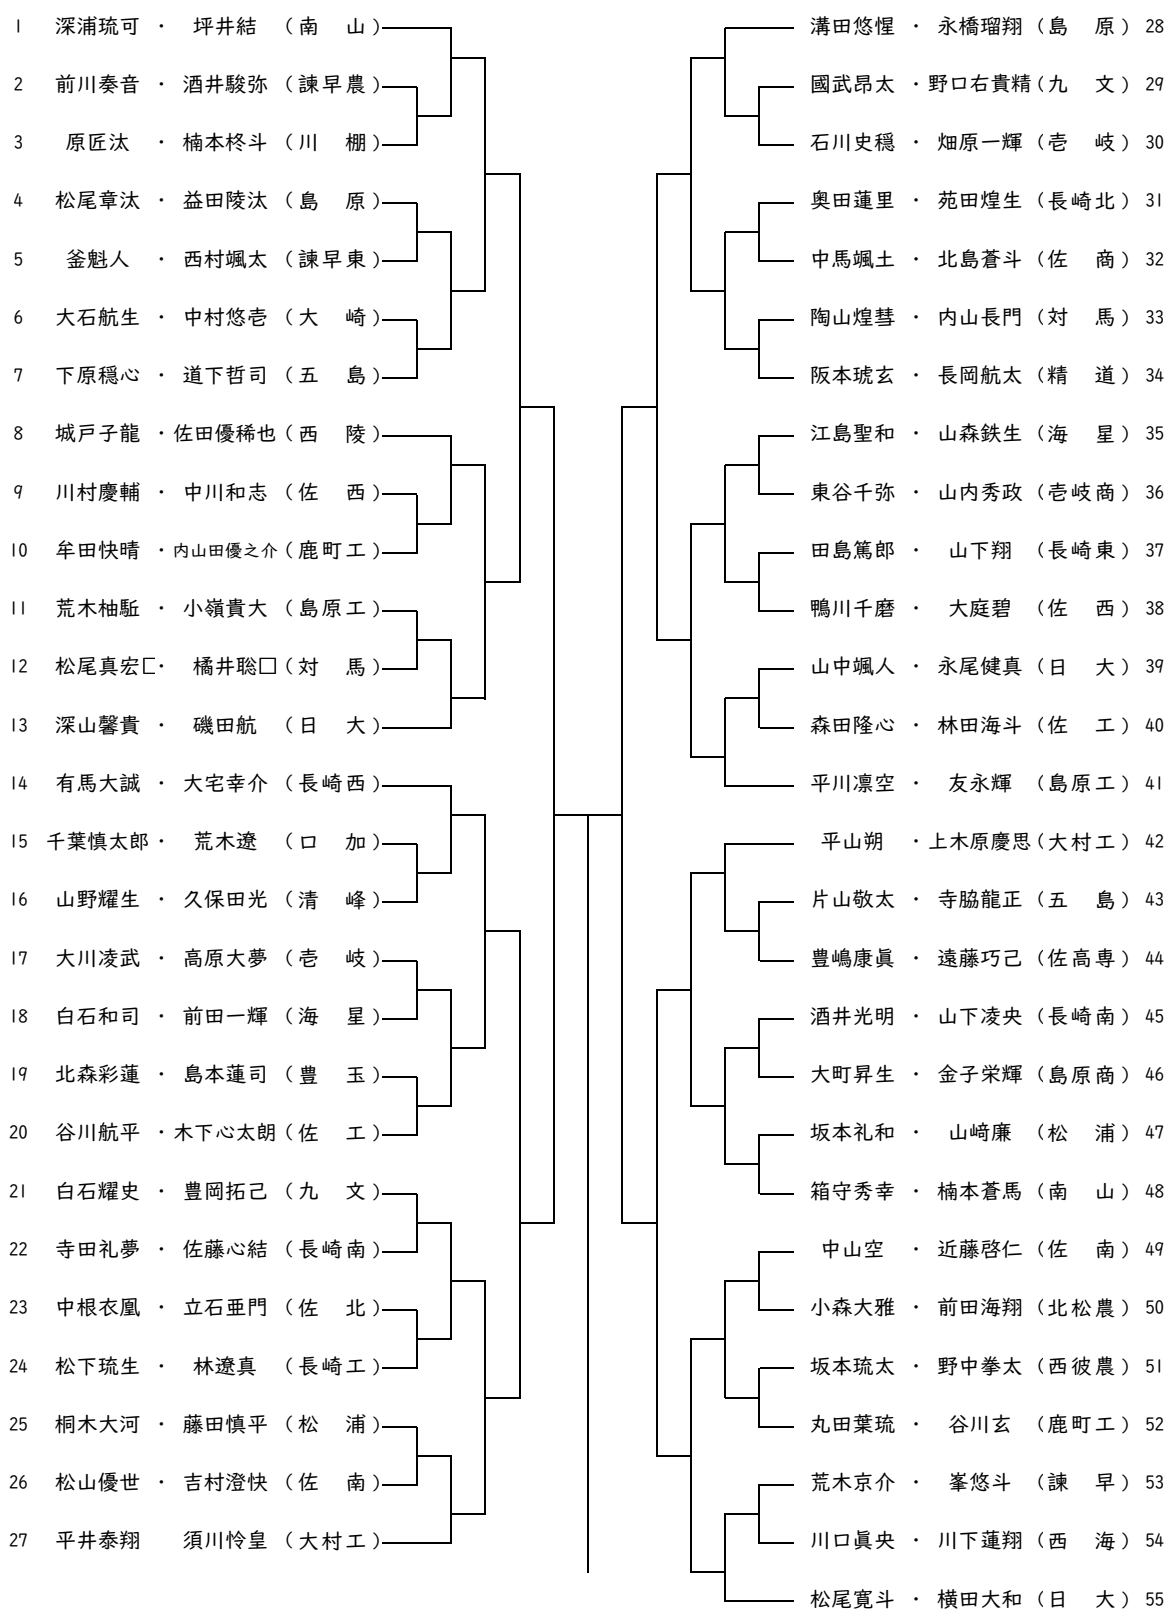 1 深浦琉可 ・ 坪井結 （南　山）
2 前川奏音 ・ 酒井駿弥 （諫早農）
3 原匠汰 ・ 楠本柊斗 （川　棚）
4 松尾章汰 ・ 益田陵汰 （島　原）
5 釜魁人 ・ 西村颯太 （諫早東）
6 大石航生 ・ 中村悠壱 （大　崎）
7 下原穏心 ・ 道下哲司 （五　島）
8 城戸子龍 ・ 佐田優稀也 （西　陵）
9 川村慶輔 ・ 中川和志 （佐　西）
10 牟田快晴 ・ 内山田優之介 （鹿町工）
11 荒木柚駈 ・ 小嶺貴大 （島原工）
12 松尾真宏□・ 橘井聡□ （対　馬）
13 深山馨貴 ・ 磯田航 （日　大）
14 有馬大誠 ・ 大宅幸介 （長崎西）
15 千葉慎太郎 ・ 荒木遼 （口　加）
16 山野耀生 ・ 久保田光 （清　峰）
17 大川凌武 ・ 高原大夢 （壱　岐）
18 白石和司 ・ 前田一輝 （海　星）
19 北森彩蓮 ・ 島本蓮司 （豊　玉）
20 谷川航平 ・ 木下心太朗 （佐　工）
21 白石耀史 ・ 豊岡拓己 （九　文）
22 寺田礼夢 ・ 佐藤心結 （長崎南）
23 中根衣凰 ・ 立石亜門 （佐　北）
24 松下琉生 ・ 林遼真 （長崎工）
25 桐木大河 ・ 藤田慎平 （松　浦）
26 松山優世 ・ 吉村澄快 （佐　南）
27 平井泰翔 須川怜皇 （大村工）
溝田悠惺 ・ 永橋瑠翔 （島　原） 28
國武昂太 ・ 野口右貴精 （九　文） 29
石川史穏 ・ 畑原一輝 （壱　岐） 30
奥田蓮里 ・ 苑田煌生 （長崎北） 31
中馬颯土 ・ 北島蒼斗 （佐　商） 32
陶山煌彗 ・ 内山長門 （対　馬） 33
阪本琥玄 ・ 長岡航太 （精　道） 34
江島聖和 ・ 山森鉄生 （海　星） 35
東谷千弥 ・ 山内秀政 （壱岐商） 36
田島篤郎 ・ 山下翔 （長崎東） 37
鴨川千磨 ・ 大庭碧 （佐　西） 38
山中颯人 ・ 永尾健真 （日　大） 39
森田隆心 ・ 林田海斗 （佐　工） 40
平川凛空 ・ 友永輝 （島原工） 41
平山朔 ・ 上木原慶思 （大村工） 42
片山敬太 ・ 寺脇龍正 （五　島） 43
豊嶋康眞 ・ 遠藤巧己 （佐高専） 44
酒井光明 ・ 山下凌央 （長崎南） 45
大町昇生 ・ 金子栄輝 （島原商） 46
坂本礼和 ・ 山﨑廉 （松　浦） 47
箱守秀幸 ・ 楠本蒼馬 （南　山） 48
中山空 ・ 近藤啓仁 （佐　南） 49
小森大雅 ・ 前田海翔 （北松農） 50
坂本琉太 ・ 野中拳太 （西彼農） 51
丸田葉琉 ・ 谷川玄 （鹿町工） 52
荒木京介 ・ 峯悠斗 （諫　早） 53
川口眞央 ・ 川下蓮翔 （西　海） 54
松尾寛斗 ・ 横田大和 （日　大） 55